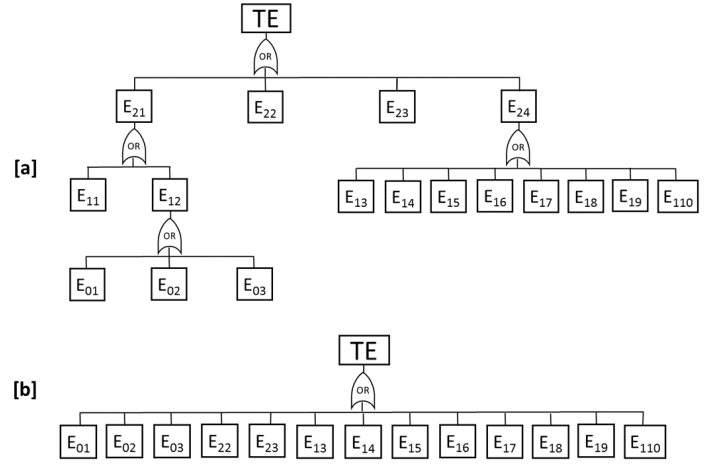 TE
OR
E21 E22 E23 E24
OR OR
[a]
E11 E12 E13 E14 E15 E16 E17 E18 E19 E110
OR
E01 E02 E03
TE
[b]
OR
E01 E02 E03 E22 E23 E13 E14 E15 E16 E17 E18 E19 E110